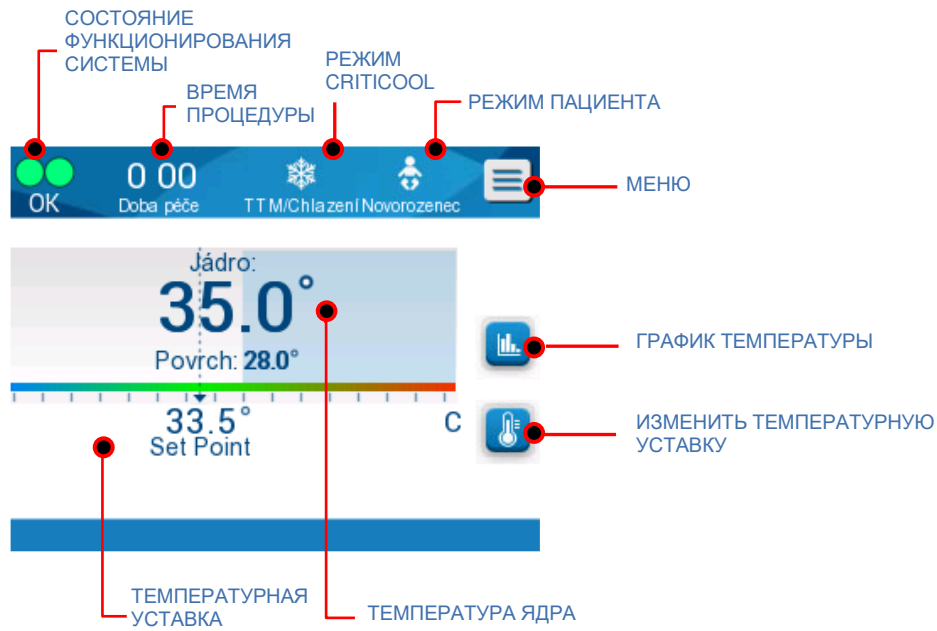 СОСТОЯНИЕ
ФУНКЦИОНИРОВАНИЯ
СИСТЕМЫ
ВРЕМЯ
ПРОЦЕДУРЫ
РЕЖИМ
CRITICOOL
РЕЖИМ ПАЦИЕНТА
МЕНЮ
OK
0 00
Doba péče
TTM/Chlazení
Novorozenec
Jádro:
35.0°
Povrch: 28.0°
33.5°
Set Point
C
ГРАФИК ТЕМПЕРАТУРЫ
ИЗМЕНИТЬ ТЕМПЕРАТУРНУЮ
УСТАВКУ
ТЕМПЕРАТУРНАЯ
УСТАВКА
ТЕМПЕРАТУРА ЯДРА